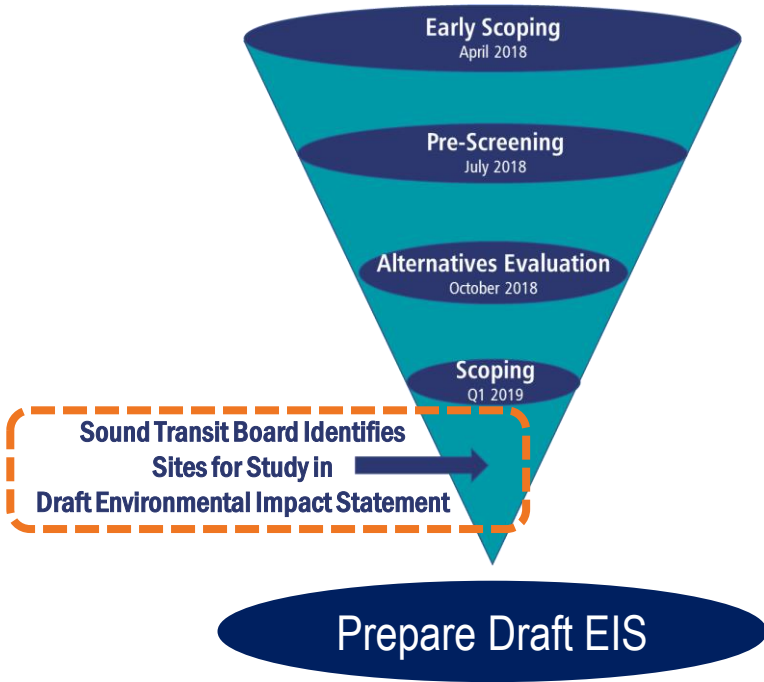 Early Scoping
April 2018
Pre-Screening
July 2018
Alternatives Evaluation
October 2018
Scoping
Q1 2019
Sound Transit Board Identifies
Sites for Study in
Draft Environmental Impact Statement
Prepare Draft EIS